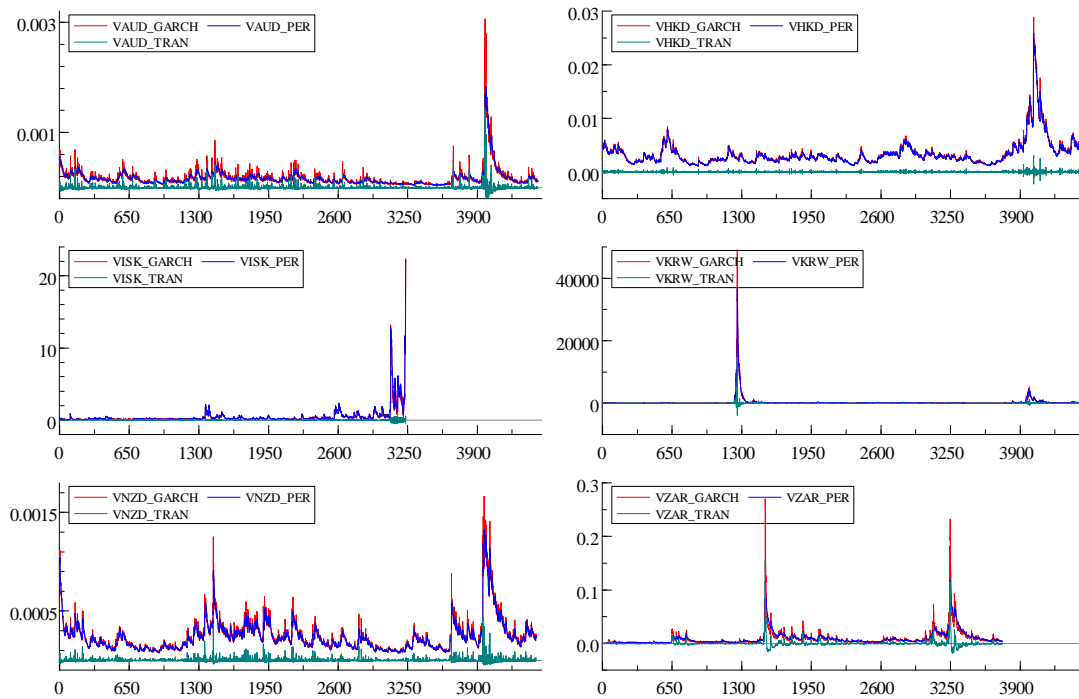 VAUD_GARCH VAUD_PER
VAUD_TRAN
0.003
0.001
0 650 1300 1950 2600 3250 3900
VHKD_GARCH VHKD_PER
VHKD_TRAN
0.03
0.02
0.01
0.00
0 650 1300 1950 2600 3250 3900
VISK_GARCH VISK_PER
VISK_TRAN
20
10
0
0 650 1300 1950 2600 3250 3900
VKRW_GARCH VKRW_PER
VKRW_TRAN
40000
20000
0
0 650 1300 1950 2600 3250 3900
VNZD_GARCH VNZD_PER
VNZD_TRAN
0.0015
0.0005
0 650 1300 1950 2600 3250 3900
VZAR_GARCH VZAR_PER
VZAR_TRAN
0.3
0.2
0.1
0.0
0 650 1300 1950 2600 3250 3900